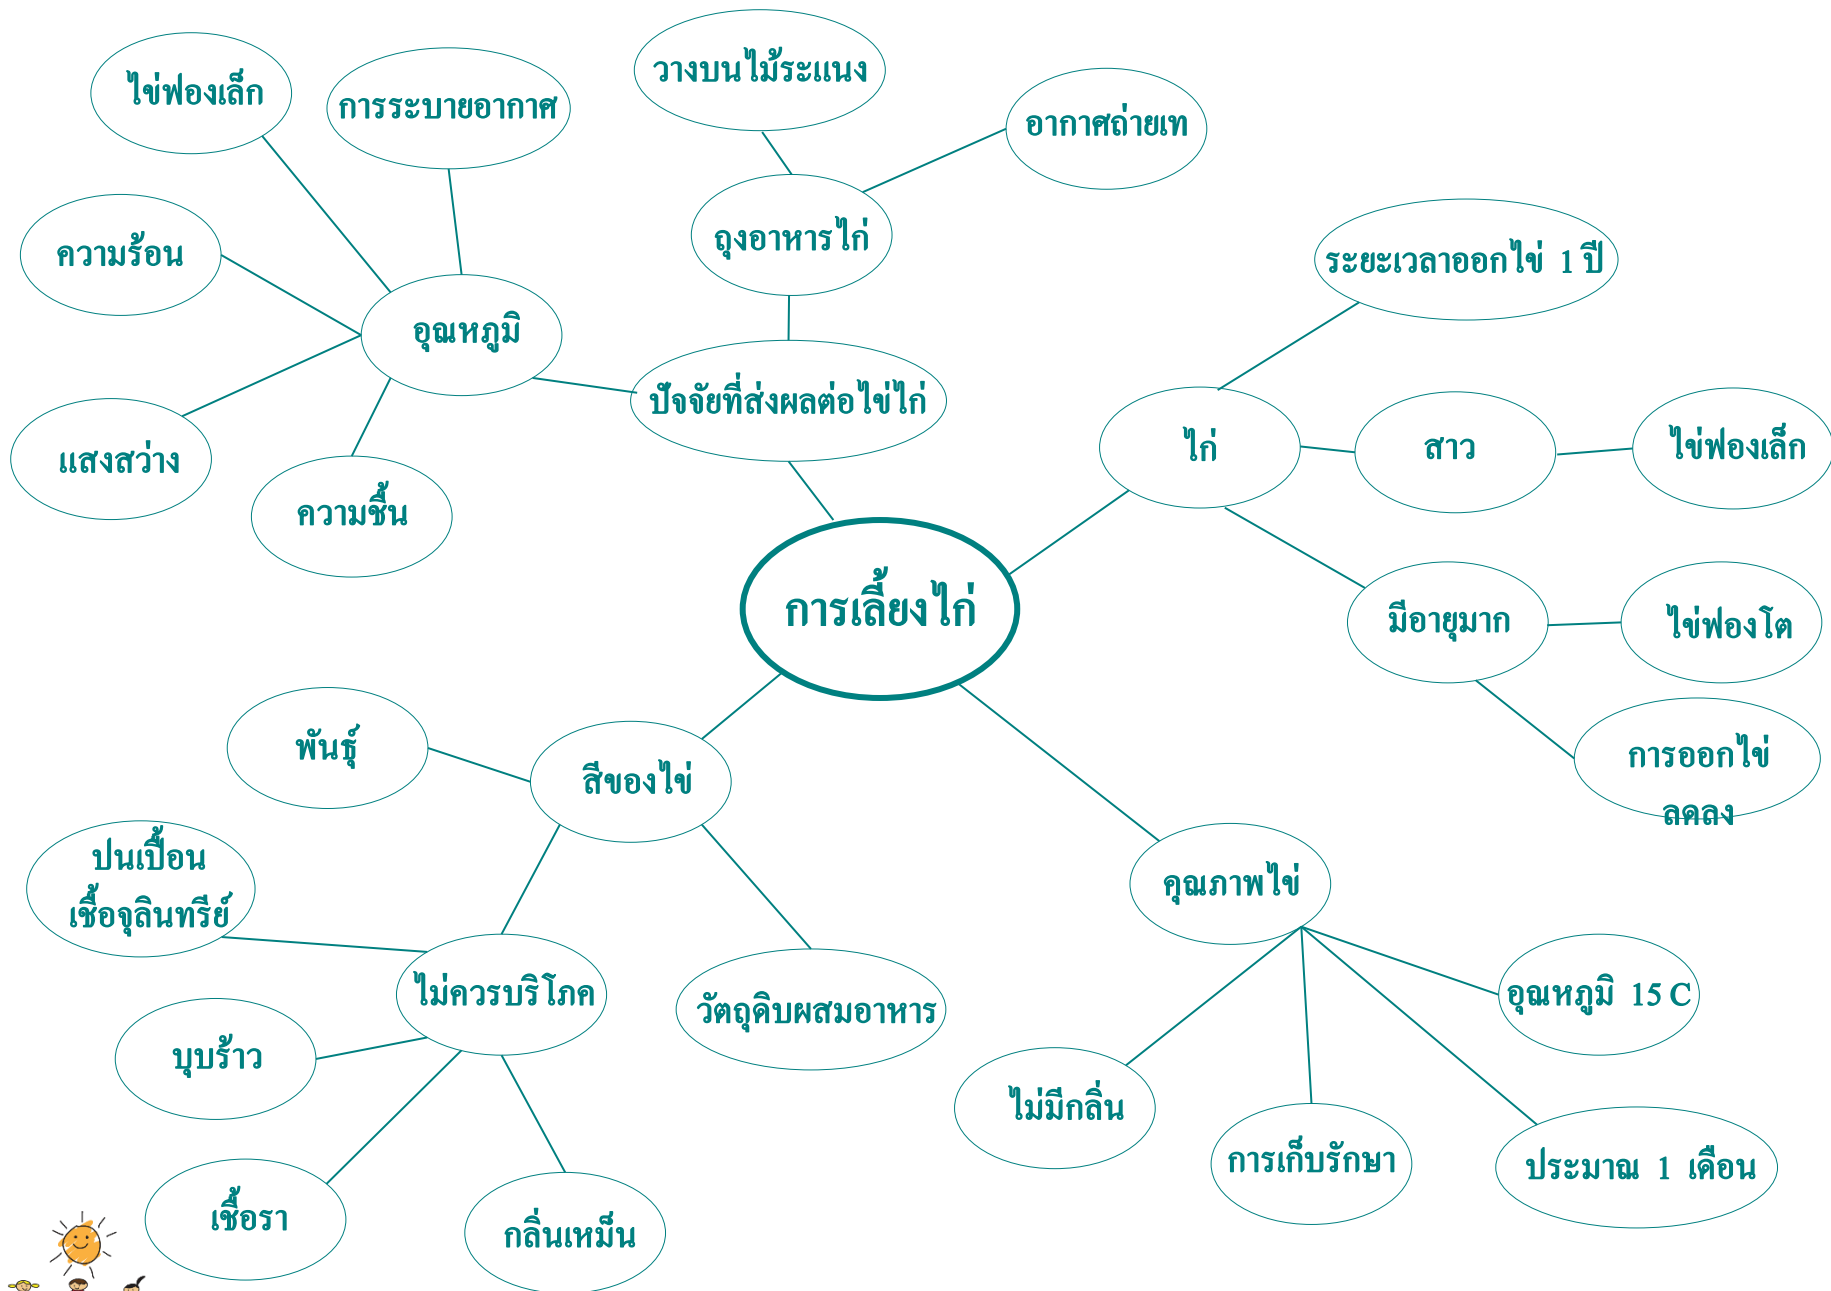 วางบนไม้ระแนง
ไข่ฟองเล็ก
การระบายอากาศ
อากาศถ่ายเท
ถุงอาหารไก่
ความร้อน
ระยะเวลาออกไข่ 1 ปี
อุณหภูมิ
ปัจจัยที่ส่งผลต่อไข่ไก่
ไก่
สาว
ไข่ฟองเล็ก
แสงสว่าง
ความชื้น
การเลี้ยงไก่
มีอายุมาก
ไข่ฟองโต
พันธุ์
สีของไข่
การออกไข่
ลดลง
ปนเปื้อน
เชื้อจุลินทรีย์
คุณภาพไข่
ไม่ควรบริโภค
วัตถุดิบผสมอาหาร
อุณหภูมิ 15 C
บุบร้าว
ไม่มีกลิ่น
การเก็บรักษา
ประมาณ 1 เดือน
เชื้อรา
กลิ่นเหม็น